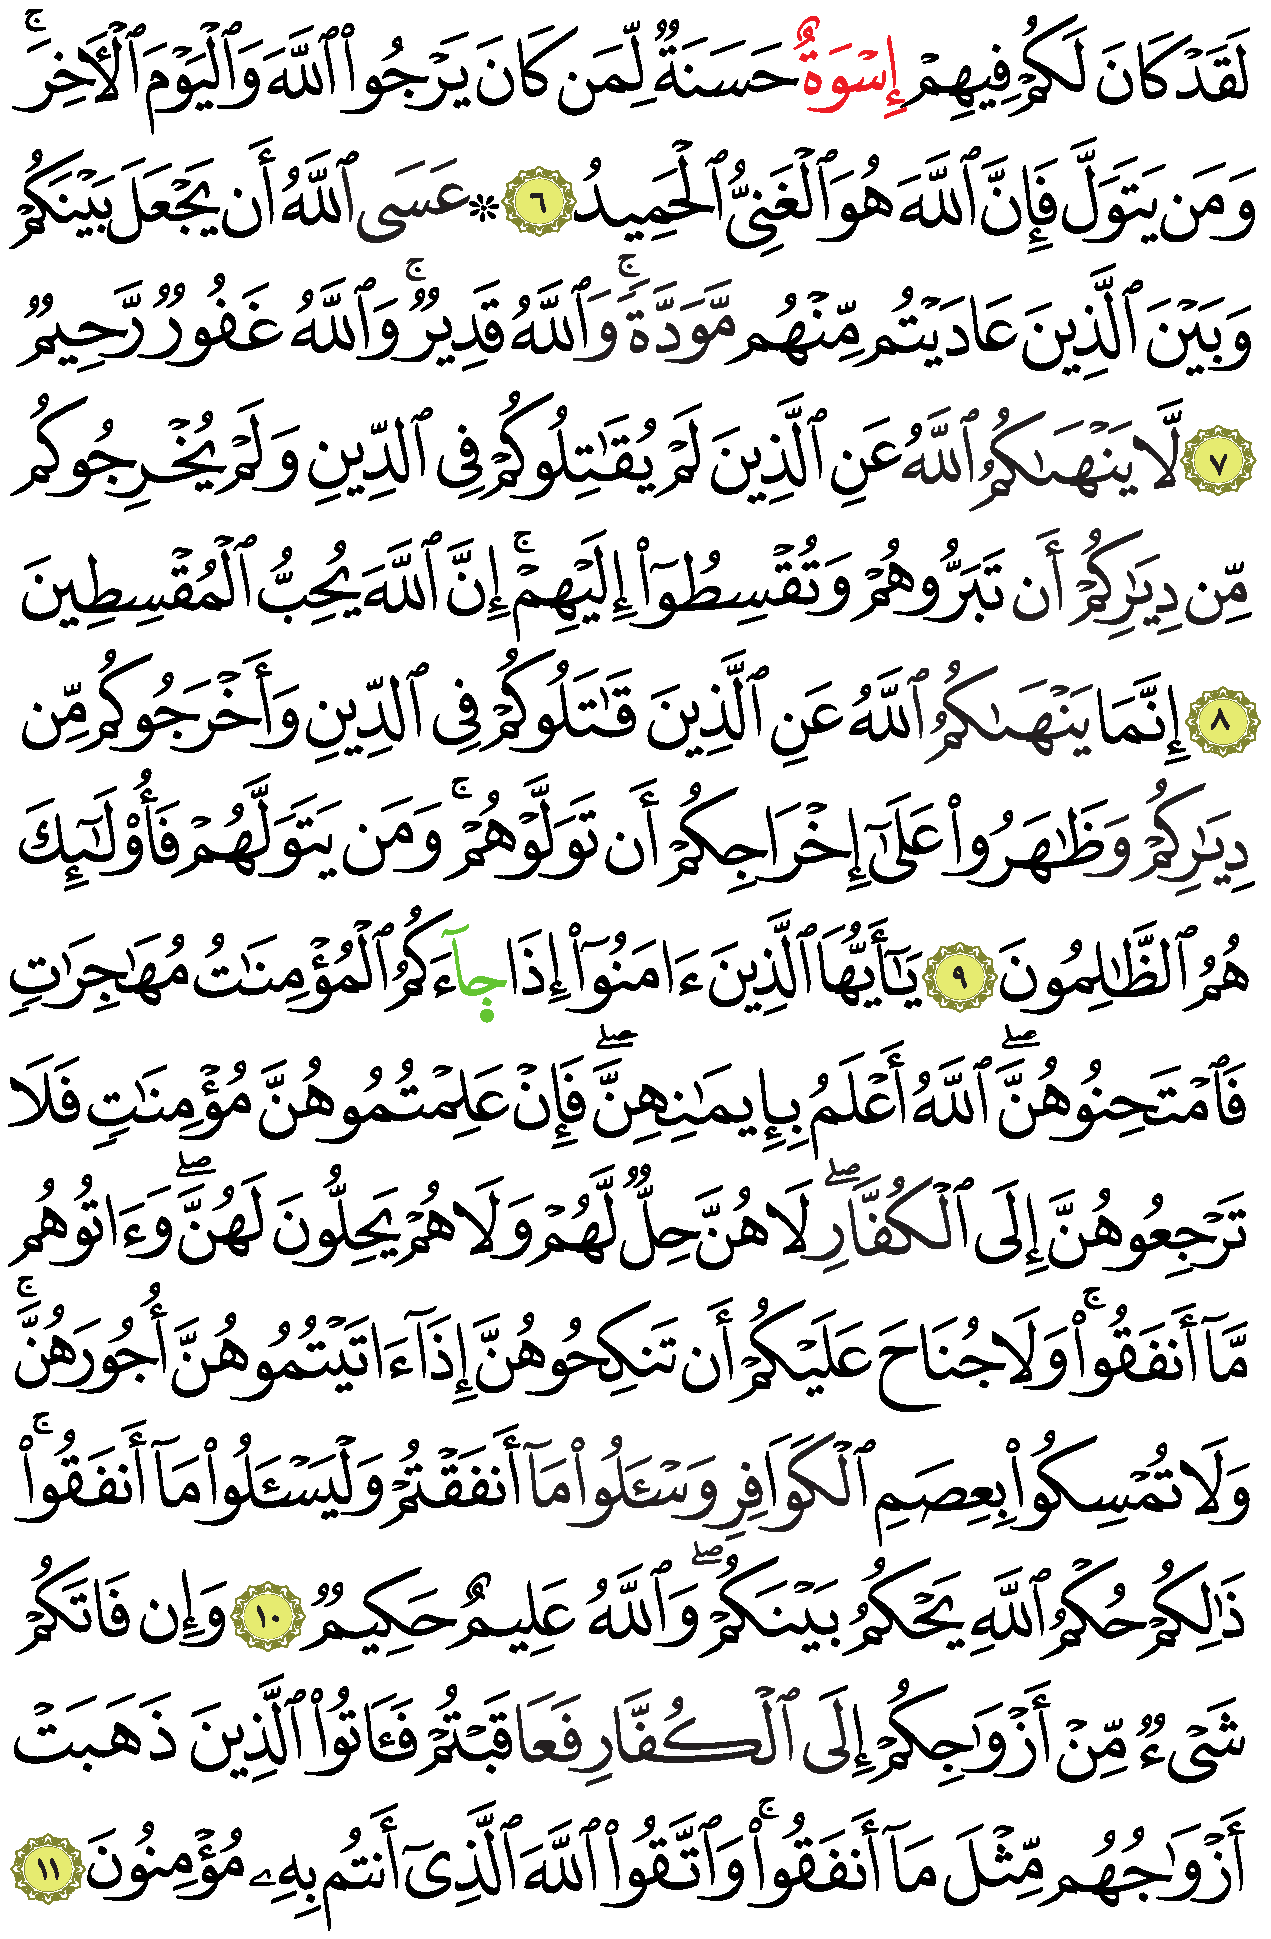 لَقَدْ كَانَ لَكُمْ فِيهِمْ إِسْوَةٌ حَسَنَةٌ لِّمَن كَانَ يَرْجُوا۟ ٱللَّهَ وَٱلْيَوْمَ ٱلْأَخِرَ ۚ
وَمَن يَتَوَلَّ فَإِنَّ ٱللَّهَ هُوَ ٱلْغَنِىُّ ٱلْحَمِيدُ ٦ ۞ عَسَى ٱللَّهُ أَن يَجْعَلَ بَيْنَكُمْ
وَبَيْنَ ٱلَّذِينَ عَادَيْتُم مِّنْهُم مَّوَدَّةً ۚ وَٱللَّهُ قَدِيرٌ ۚ وَٱللَّهُ غَفُورٌ رَّحِيمٌ
٧ لَّا يَنْهَىٰكُمُ ٱللَّهُ عَنِ ٱلَّذِينَ لَمْ يُقَٰتِلُوكُمْ فِى ٱلدِّينِ وَلَمْ يُخْرِجُوكُم
مِّن دِيَٰرِكُمْ أَن تَبَرُّوهُمْ وَتُقْسِطُوٓا۟ إِلَيْهِمْ ۚ إِنَّ ٱللَّهَ يُحِبُّ ٱلْمُقْسِطِينَ
٨ إِنَّمَا يَنْهَىٰكُمُ ٱللَّهُ عَنِ ٱلَّذِينَ قَٰتَلُوكُمْ فِى ٱلدِّينِ وَأَخْرَجُوكُم مِّن
دِيَٰرِكُمْ وَظَٰهَرُوا۟ عَلَىٰٓ إِخْرَاجِكُمْ أَن تَوَلَّوْهُمْ ۚ وَمَن يَتَوَلَّهُمْ فَأُو۟لَٰٓئِكَ
هُمُ ٱلظَّٰلِمُونَ ٩ يَٰٓأَيُّهَا ٱلَّذِينَ ءَامَنُوٓا۟ إِذَا جَآءَكُمُ ٱلْمُؤْمِنَٰتُ مُهَٰجِرَٰتٍ
فَٱمْتَحِنُوهُنَّ ۖ ٱللَّهُ أَعْلَمُ بِإِيمَٰنِهِنَّ ۖ فَإِنْ عَلِمْتُمُوهُنَّ مُؤْمِنَٰتٍ فَلَا
تَرْجِعُوهُنَّ إِلَى ٱلْكُفَّارِ ۖ لَا هُنَّ حِلٌّ لَّهُمْ وَلَا هُمْ يَحِلُّونَ لَهُنَّ ۖ وَءَاتُوهُم
مَّآ أَنفَقُوا۟ ۚ وَلَا جُنَاحَ عَلَيْكُمْ أَن تَنكِحُوهُنَّ إِذَآ ءَاتَيْتُمُوهُنَّ أُجُورَهُنَّ ۚ
وَلَا تُمْسِكُوا۟ بِعِصَمِ ٱلْكَوَافِرِ وَسْـَٔلُوا۟ مَآ أَنفَقْتُمْ وَلْيَسْـَٔلُوا۟ مَآ أَنفَقُوا۟ ۚ
ذَٰلِكُمْ حُكْمُ ٱللَّهِ يَحْكُمُ بَيْنَكُمْ ۖ وَٱللَّهُ عَلِيمٌ حَكِيمٌ ١٠ وَإِن فَاتَكُمْ
شَىْءٌ مِّنْ أَزْوَٰجِكُمْ إِلَى ٱلْكُفَّارِ فَعَاقَبْتُمْ فَـَٔاتُوا۟ ٱلَّذِينَ ذَهَبَتْ
أَزْوَٰجُهُم مِّثْلَ مَآ أَنفَقُوا۟ ۚ وَٱتَّقُوا۟ ٱللَّهَ ٱلَّذِىٓ أَنتُم بِهِۦ مُؤْمِنُونَ ١١